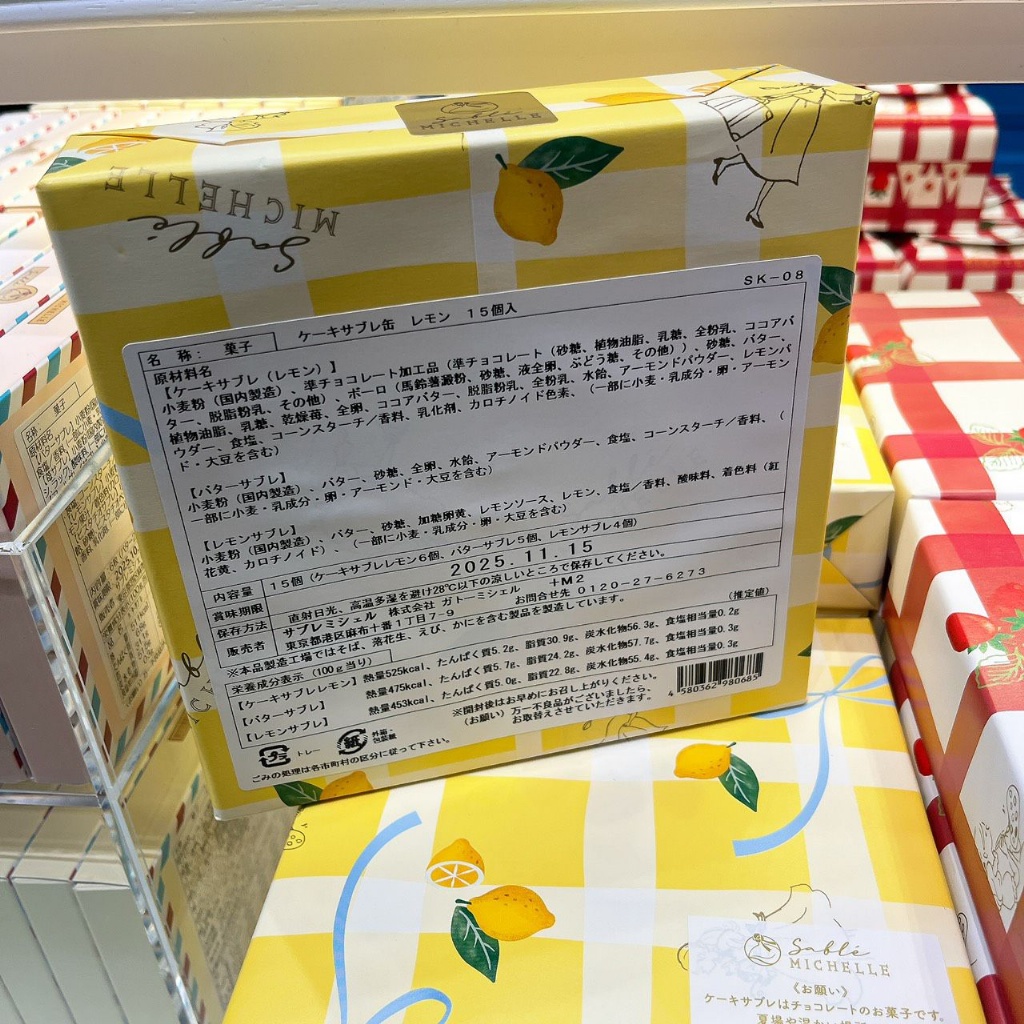 Sablé
MICHELLE
Sablé
MICHELLE
SK-08
ケーキサブレ缶 レモン 15個入
名 称: 菓子
原材料名
【ケーキサブレ(レモン)】
小麦粉(国内製造)、準チョコレート加工品(準チョコレート(砂糖、植物油脂、乳糖、全粉乳、ココアバ
ター、脱脂粉乳、その他)、ボーロ(馬鈴薯澱粉、砂糖、液全卵、ぶどう糖、その他))、砂糖、バター、
植物油脂、乳糖、乾燥苺、全卵、ココアバター、脱脂粉乳、全粉乳、水飴、アーモンドパウダー、レモンパ
ウダー、食塩、コーンスターチ/香料、乳化剤、カロチノイド色素、(一部に小麦・乳成分・卵・アーモン
ド・大豆を含む)
【バターサブレ】
小麦粉(国内製造)、バター、砂糖、全卵、水飴、アーモンドパウダー、食塩、コーンスターチ/香料、(
一部に小麦・乳成分・卵・アーモンド・大豆を含む)
【レモンサブレ】
小麦粉(国内製造)、バター、砂糖、加糖卵黄、レモンソース、レモン、食塩/香料、酸味料、着色料(紅
花黄、カロチノイド)、(一部に小麦・乳成分・卵・大豆を含む)
内容量 15個(ケーキサブレレモン6個、バターサブレ5個、レモンサブレ4個)
賞味期限 2025.11.15
保存方法 直射日光、高温多湿を避け28℃以下の涼しいところで保存してください。
販売者 サブレミシェル 株式会社 ガトーミシェル +M2
東京都港区麻布十番1丁目7-9 お問合せ先 0120-27-6273
※本品製造工場ではそば、落花生、えび、かにを含む製品を製造しています。
栄養成分表示(100g当り) (推定値)
【ケーキサブレレモン】熱量525kcal、たんぱく質5.2g、脂質30.9g、炭水化物56.3g、食塩相当量0.2g
【バターサブレ】 熱量475kcal、たんぱく質5.7g、脂質24.2g、炭水化物57.7g、食塩相当量0.3g
【レモンサブレ】 熱量453kcal、たんぱく質5.0g、脂質22.8g、炭水化物55.4g、食塩相当量0.3g
※開封後はお早めにお召し上がりください。
(お願い)万一不良品がございましたら、
お取替えさせていただきます。
4 580362 980685
プラ トレー 紙 外箱・
包装紙
ごみの処理は各市町村の区分に従って下さい。
Sablé
MICHELLE
《お願い》
ケーキサブレはチョコレートのお菓子です。
名称 菓子
原材料名